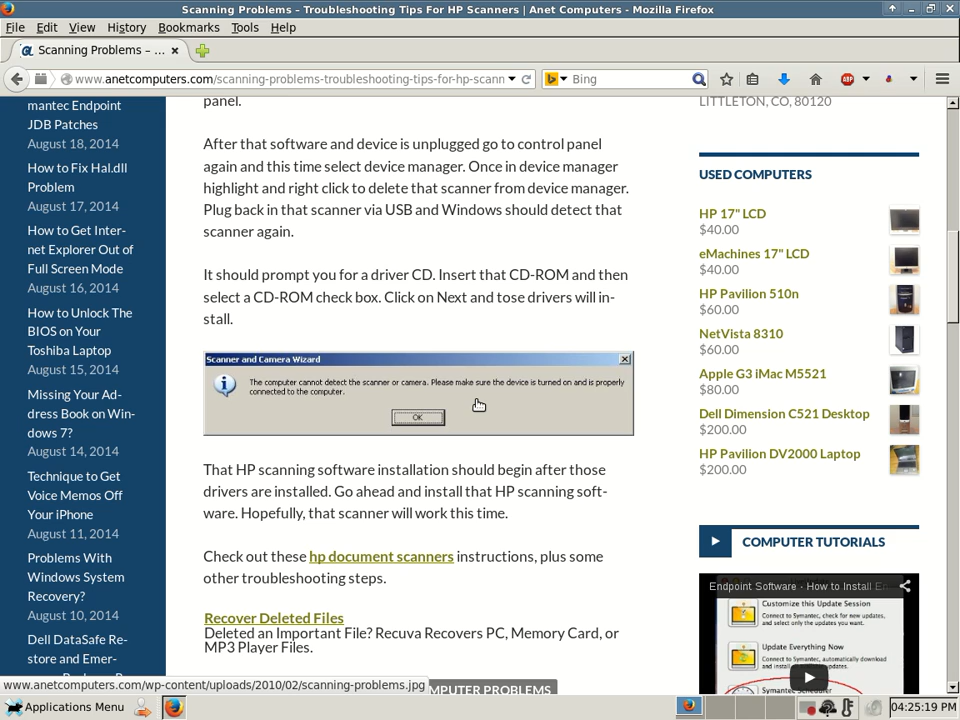 Scanning Problems – Troubleshooting Tips For HP Scanners | Anet Computers - Mozilla Firefox
File Edit View History Bookmarks Tools Help
Scanning Problems – ...
www.anetcomputers.com/scanning-problems-troubleshooting-tips-for-hp-scann
Bing
ABP
mantec Endpoint
JDB Patches
August 18, 2014
How to Fix Hal.dll
Problem
August 17, 2014
How to Get Inter-
net Explorer Out of
Full Screen Mode
August 16, 2014
How to Unlock The
BIOS on Your
Toshiba Laptop
August 15, 2014
Missing Your Ad-
dress Book on Win-
dows 7?
August 14, 2014
Technique to Get
Voice Memos Off
Your iPhone
August 11, 2014
Problems With
Windows System
Recovery?
August 10, 2014
Dell DataSafe Re-
store and Emer-
panel.
After that software and device is unplugged go to control panel
again and this time select device manager. Once in device manager
highlight and right click to delete that scanner from device manager.
Plug back in that scanner via USB and Windows should detect that
scanner again.
It should prompt you for a driver CD. Insert that CD-ROM and then
select a CD-ROM check box. Click on Next and tose drivers will in-
stall.
Scanner and Camera Wizard
The computer cannot detect the scanner or camera. Please make sure the device is turned on and is properly
connected to the computer.
OK
That HP scanning software installation should begin after those
drivers are installed. Go ahead and install that HP scanning soft-
ware. Hopefully, that scanner will work this time.
Check out these hp document scanners instructions, plus some
other troubleshooting steps.
Recover Deleted Files
Deleted an Important File? Recuva Recovers PC, Memory Card, or
MP3 Player Files.
MPUTER PROBLEMS
LITTLETON, CO, 80120
USED COMPUTERS
HP 17" LCD
$40.00
eMachines 17" LCD
$40.00
HP Pavilion 510n
$60.00
NetVista 8310
$60.00
Apple G3 iMac M5521
$80.00
Dell Dimension C521 Desktop
$200.00
HP Pavilion DV2000 Laptop
$200.00
COMPUTER TUTORIALS
Endpoint Software - How to Install En
Customize this Update Session
Connect to Symantec, automatically download
and select only the updates you want.
Update Everything Now
Symantec Scheduler
www.anetcomputers.com/wp-content/uploads/2010/02/scanning-problems.jpg
Applications Menu
04:25:19 PM